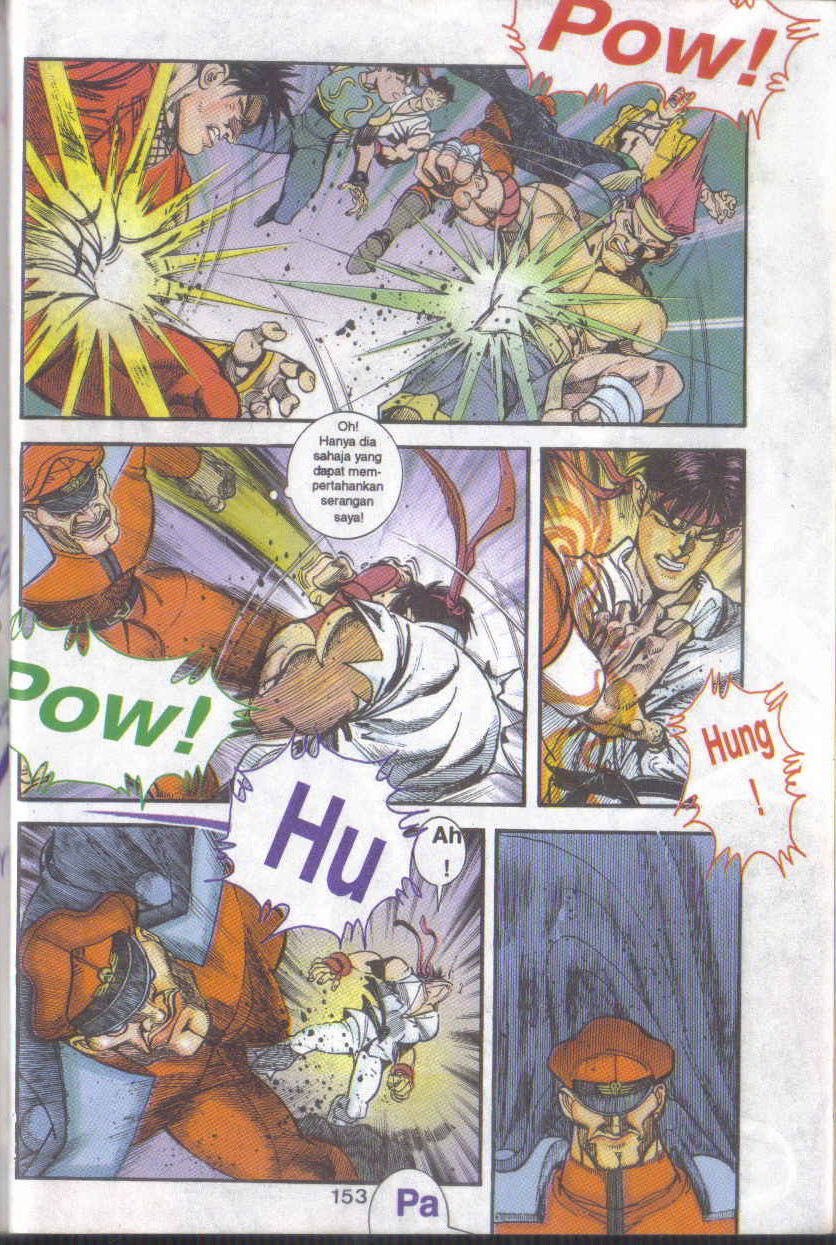 Pow!
Oh!
Hanya dia
sahaja yang
dapat mem-
pertahankan
serangan
saya!
Pow!
Hung
!
Hu
Ah
!
153
Pa